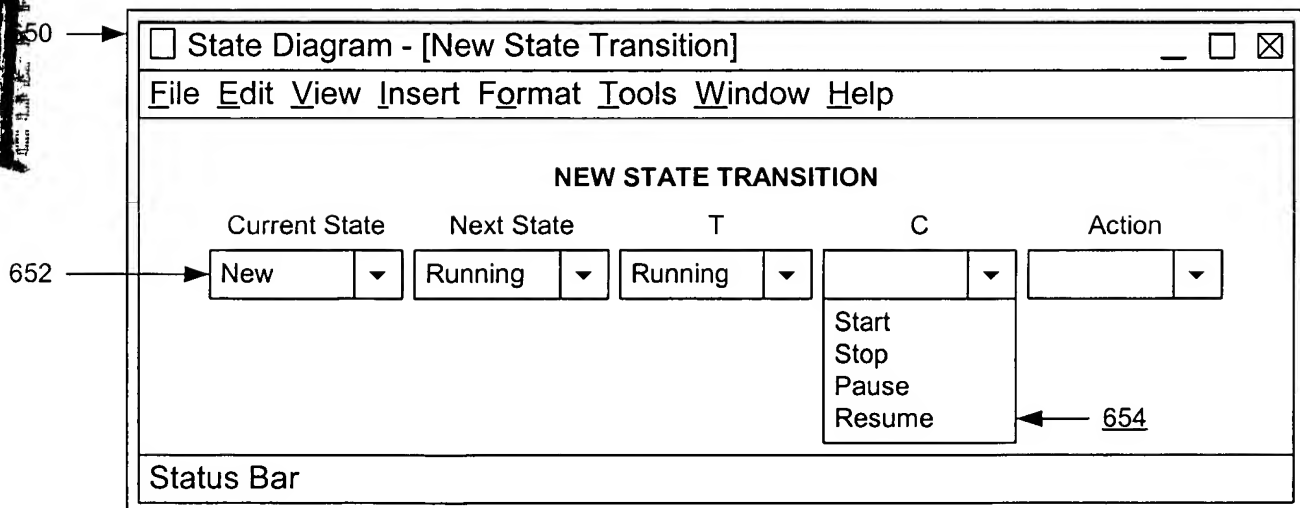 State Diagram - [New State Transition]
File Edit View Insert Format Tools Window Help
NEW STATE TRANSITION
Current State Next State T C Action
652 New Running Running
Start
Stop
Pause
Resume 654
Status Bar